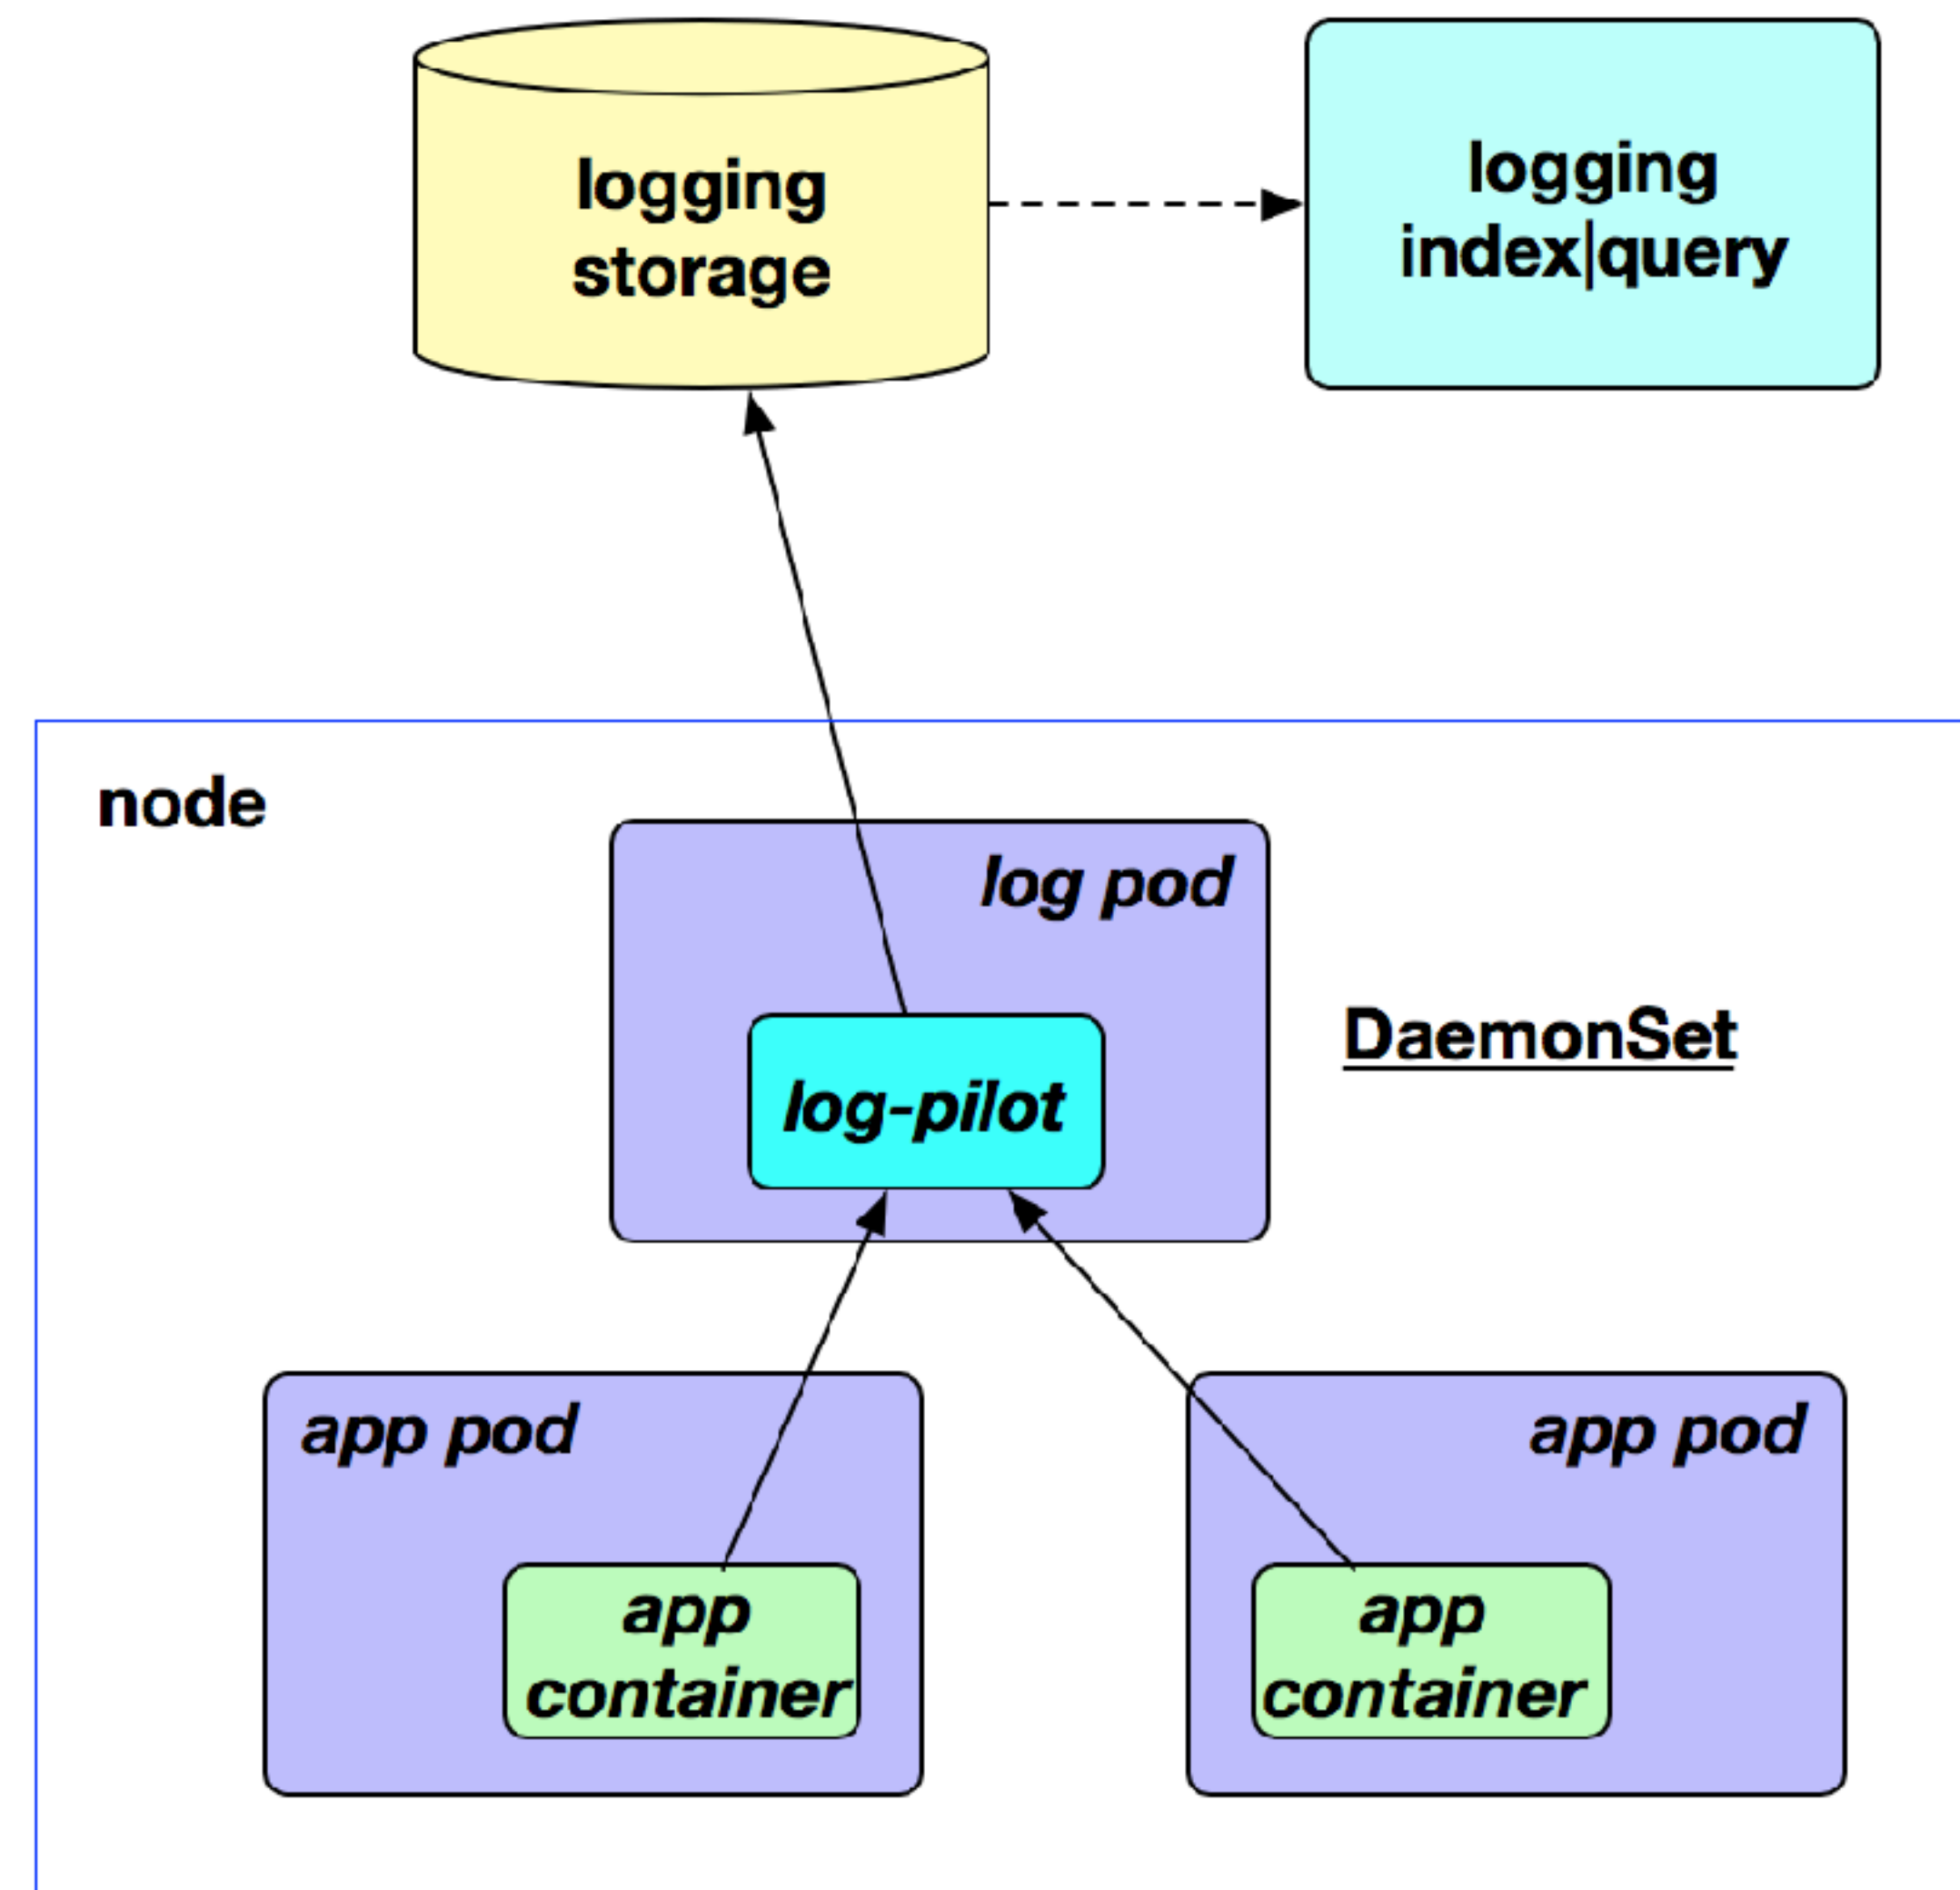 logging
storage
logging
index|query
node
log pod
DaemonSet
log-pilot
app pod
app pod
app
container
app
container